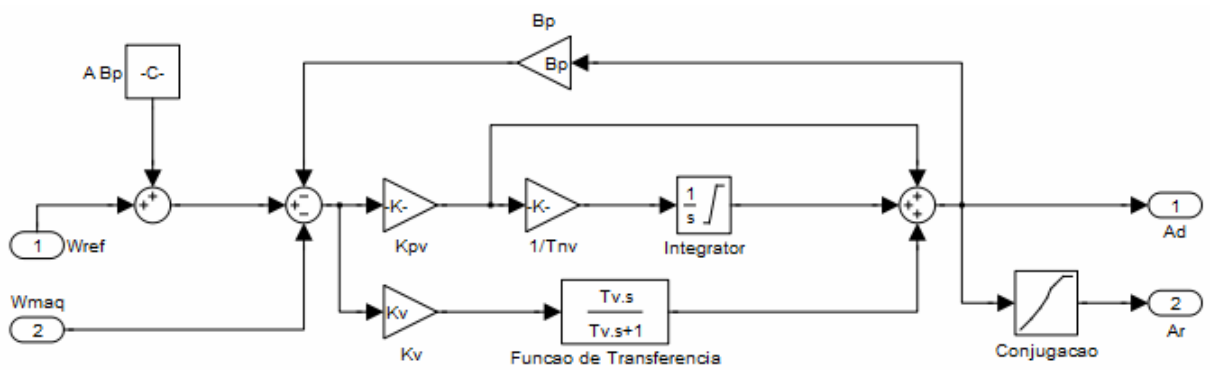 Bp
Bp
A Bp
-C-
+
+
−
−
1
Wref
Wmaq
2
-K-
Kpv
-K-
1/Tnv
1
s
Integrator
+
+
+
Kv
Kv
Tv.s
Tv.s+1
Funcao de Transferencia
1
Ad
Conjugacao
2
Ar